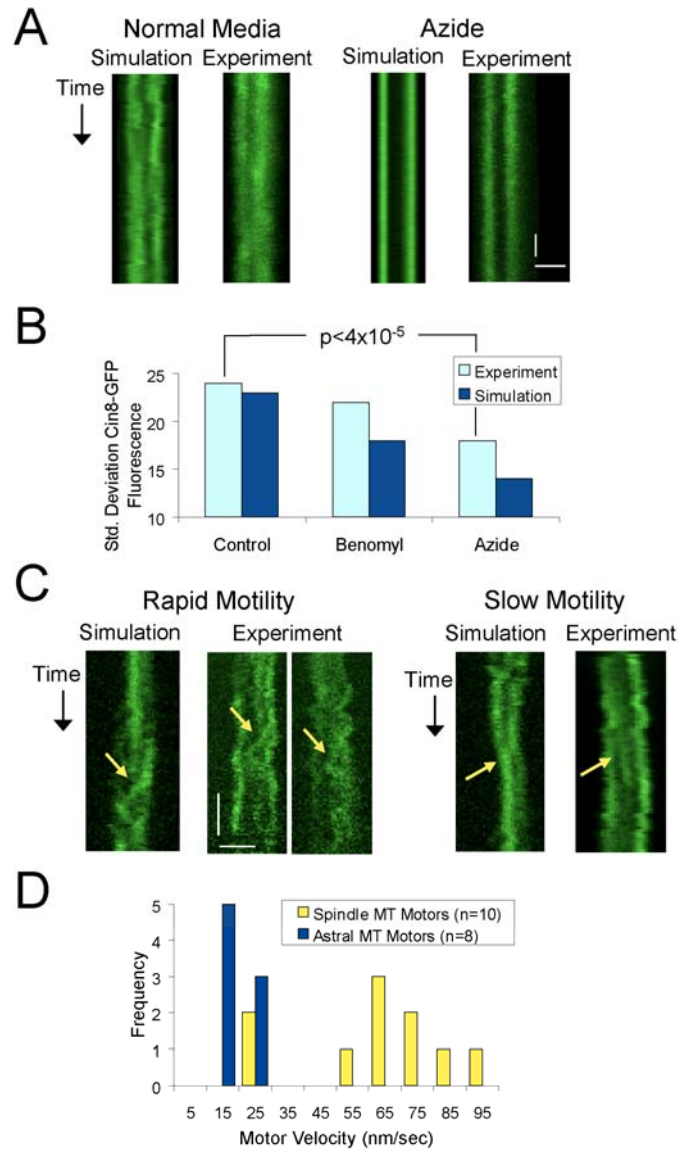 A
Normal Media
Azide
Simulation Experiment
Simulation Experiment
Time
B
p<4x10-5
Experiment
Simulation
Std. Deviation Cin8-GFP
Fluorescence
25
20
15
10
Control Benomyl Azide
C
Rapid Motility
Slow Motility
Simulation Experiment
Simulation Experiment
Time
Time
D
Spindle MT Motors (n=10)
Astral MT Motors (n=8)
Frequency
5
4
3
2
1
0
5 15 25 35 45 55 65 75 85 95
Motor Velocity (nm/sec)